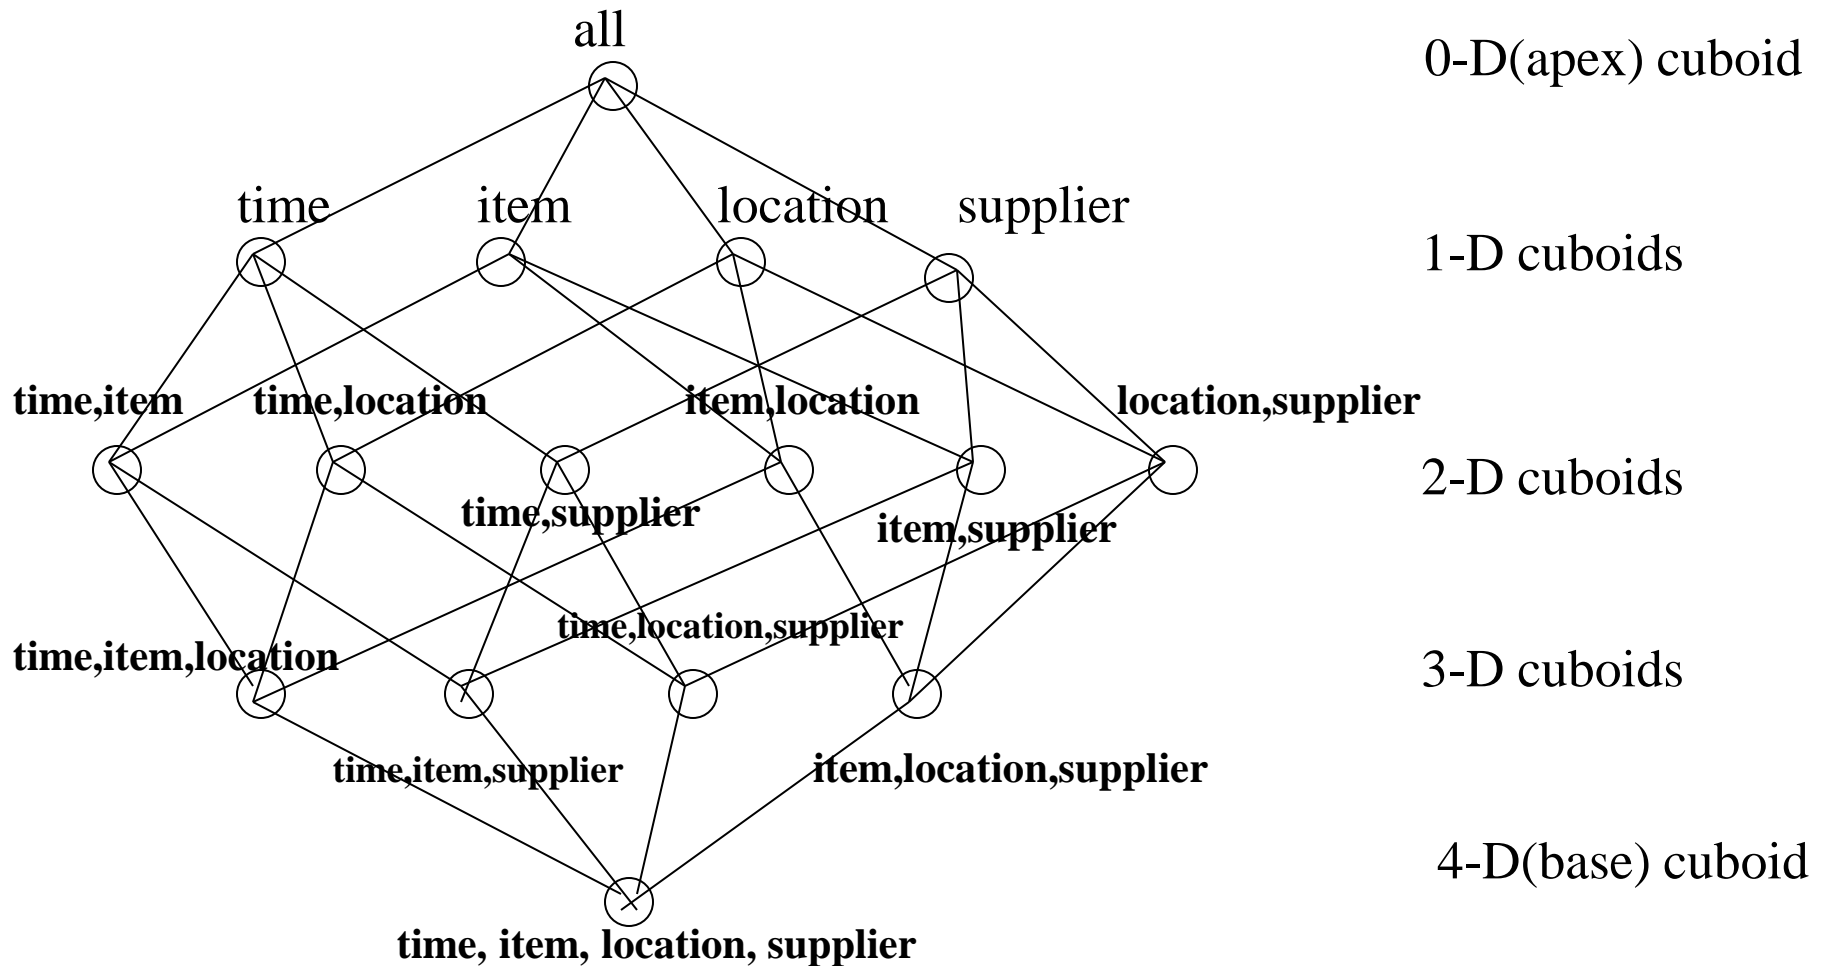 all
0-D(apex) cuboid
time
item
location
supplier
1-D cuboids
time,item
time,location
item,location
location,supplier
2-D cuboids
time,supplier
item,supplier
time,location,supplier
time,item,location
3-D cuboids
time,item,supplier
item,location,supplier
4-D(base) cuboid
time, item, location, supplier